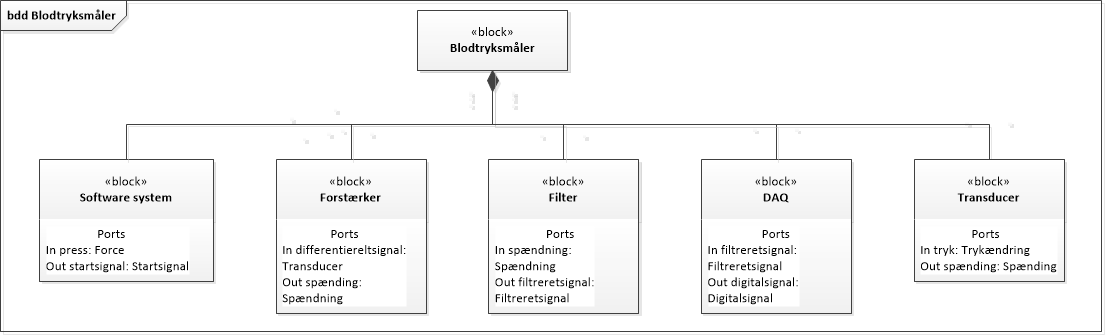 bdd Blodtryksmåler
«block»
Blodtryksmåler
«block»
Software system
Ports
In press: Force
Out startsignal: Startsignal
«block»
Forstærker
Ports
In differentiereltsignal:
Transducer
Out spænding:
Spændning
«block»
Filter
Ports
In spændning:
Spændning
Out filtreretsignal:
Filtreretsignal
«block»
DAQ
Ports
In filtreretsignal:
Filtreretsignal
Out digitalsignal:
Digitalsignal
«block»
Transducer
Ports
In tryk: Trykændring
Out spænding: Spænding